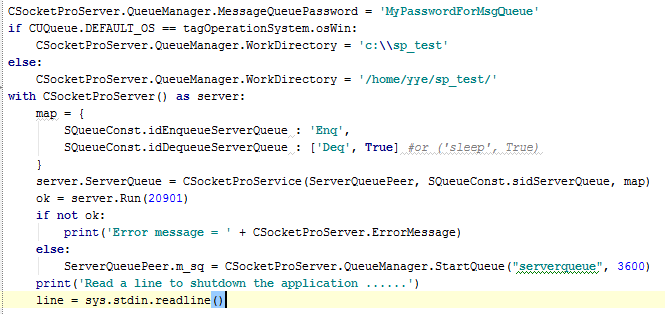 CSocketProServer.QueueManager.MessageQueuePassword = 'MyPasswordForMsgQueue'
if CUQueue.DEFAULT_OS == tagOperationSystem.osWin:
    CSocketProServer.QueueManager.WorkDirectory = 'c:\\sp_test'
else:
    CSocketProServer.QueueManager.WorkDirectory = '/home/yye/sp_test/'
with CSocketProServer() as server:
    map = {
        SQueueConst.idEnqueueServerQueue : 'Enq',
        SQueueConst.idDequeueServerQueue : ['Deq', True] #or ('sleep', True)
    }
    server.ServerQueue = CSocketProService(ServerQueuePeer, SQueueConst.sidServerQueue, map)
    ok = server.Run(20901)
    if not ok:
        print('Error message = ' + CSocketProServer.ErrorMessage)
    else:
        ServerQueuePeer.m_sq = CSocketProServer.QueueManager.StartQueue("serverqueue", 3600)
    print('Read a line to shutdown the application ......')
    line = sys.stdin.readline()